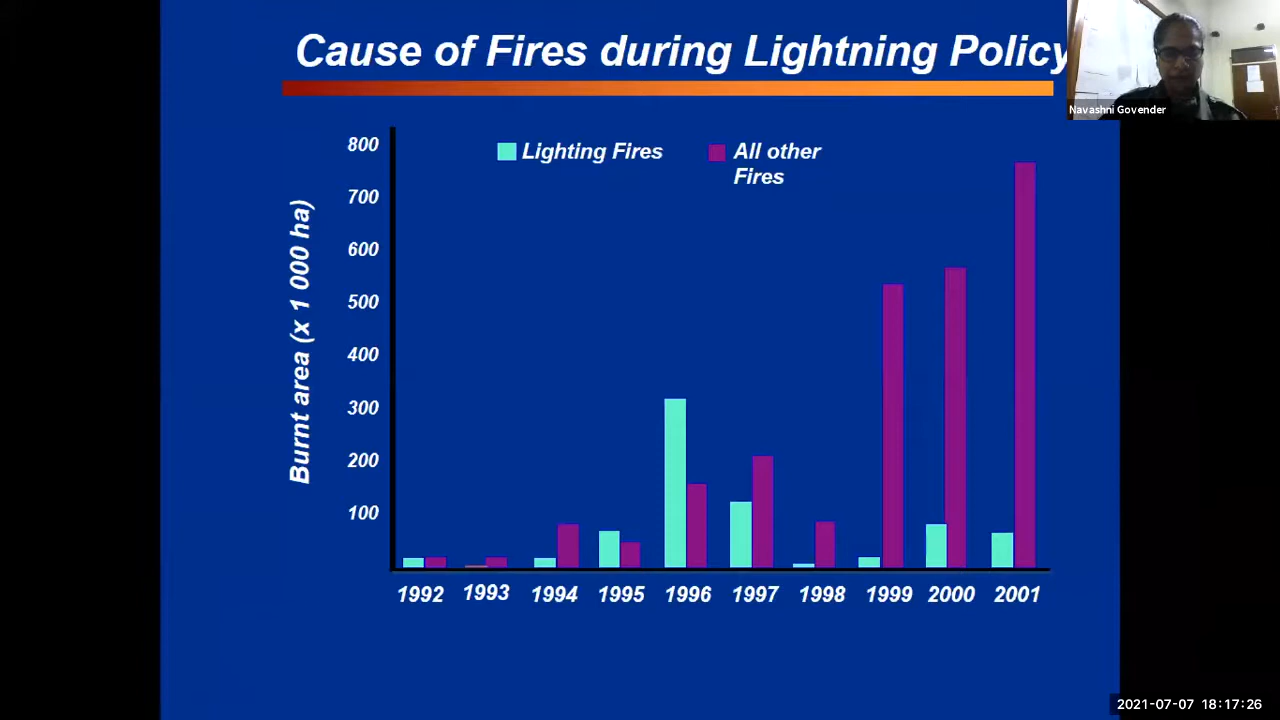 Cause of Fires during Lightning Policy
Navashni Govender
Lighting Fires
All other
Fires
Burnt area (x 1 000 ha)
800
700
600
500
400
300
200
100
1992 1993 1994 1995 1996 1997 1998 1999 2000 2001
2021-07-07 18:17:26